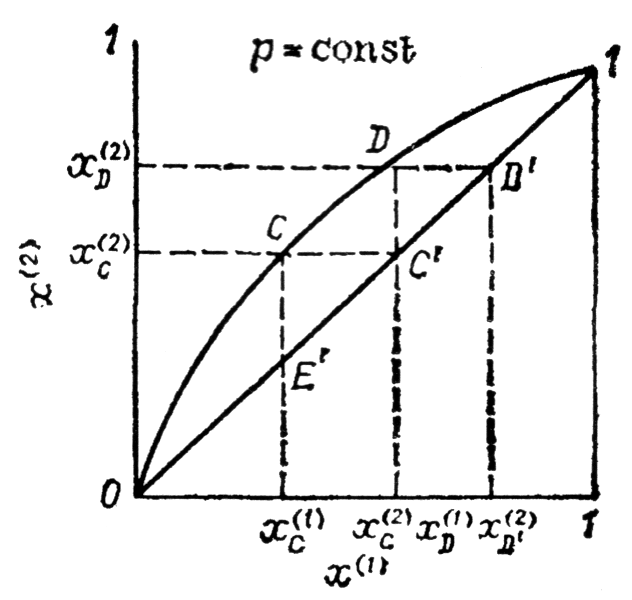 1
p = const
1
D
x_D^(2)
D'
C
x_C^(2)
C'
x^(2)
E'
0
x_C^(1) x_C^(2) x_D^(1) x_D'^(2) 1
x^(1)